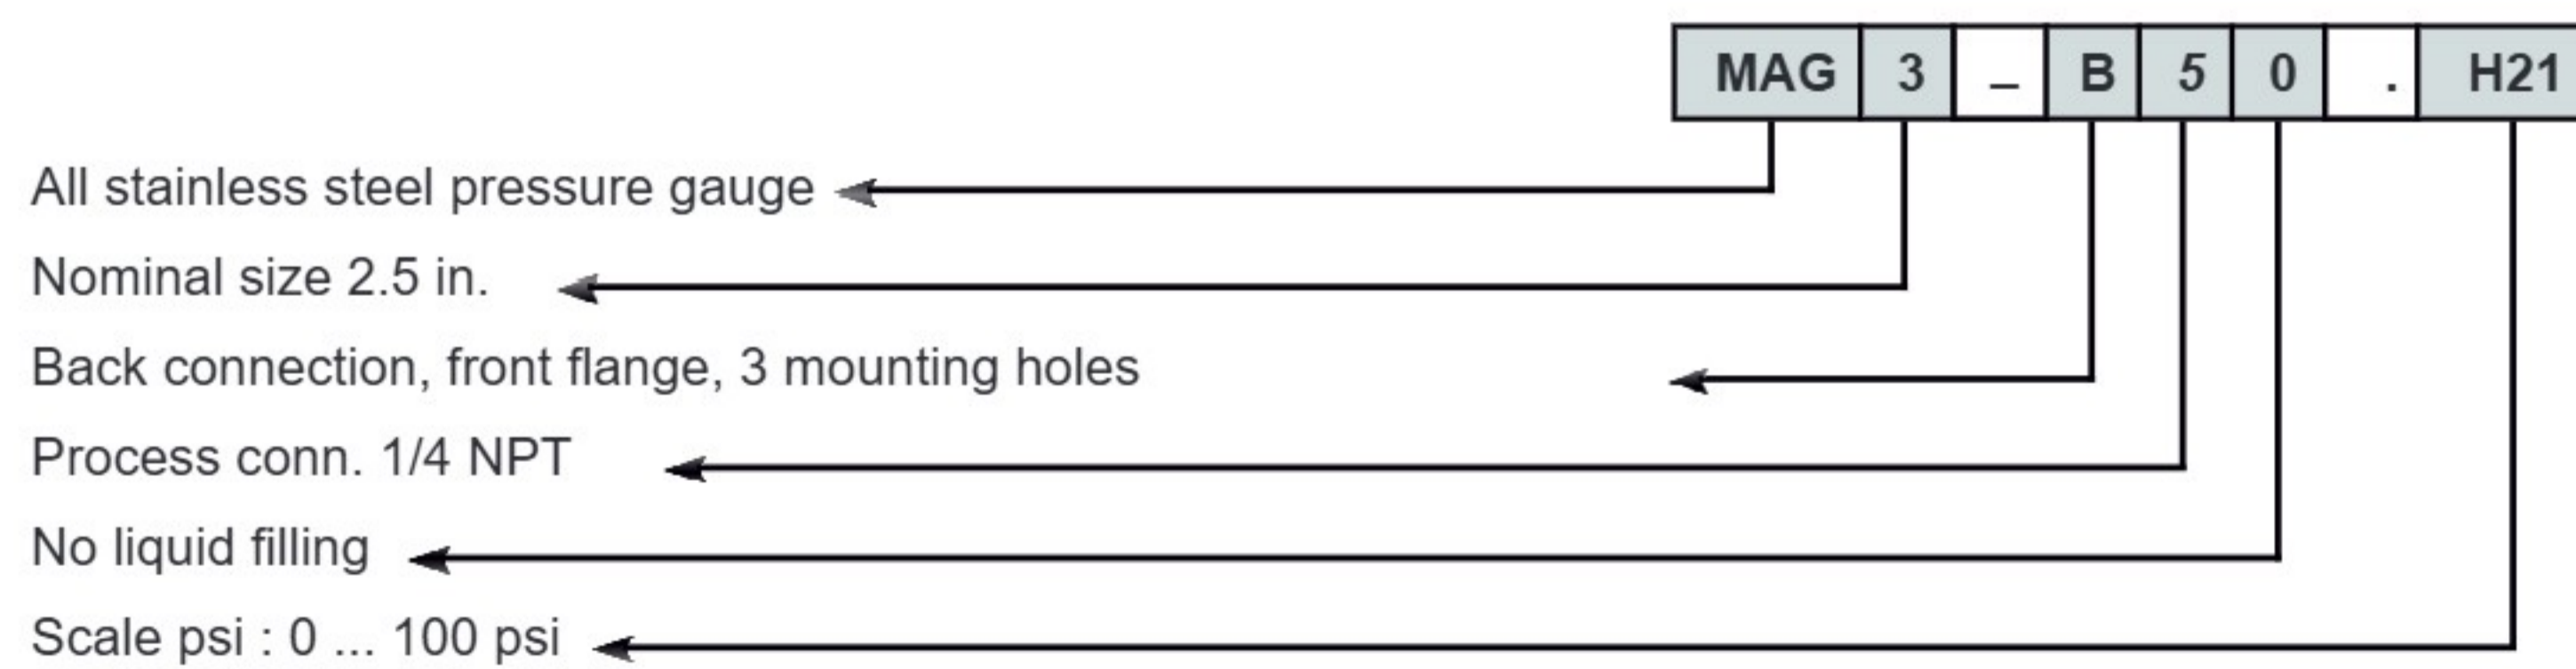 MAG 3 – B 5 0 . H21
All stainless steel pressure gauge
Nominal size 2.5 in.
Back connection, front flange, 3 mounting holes
Process conn. 1/4 NPT
No liquid filling
Scale psi : 0 ... 100 psi